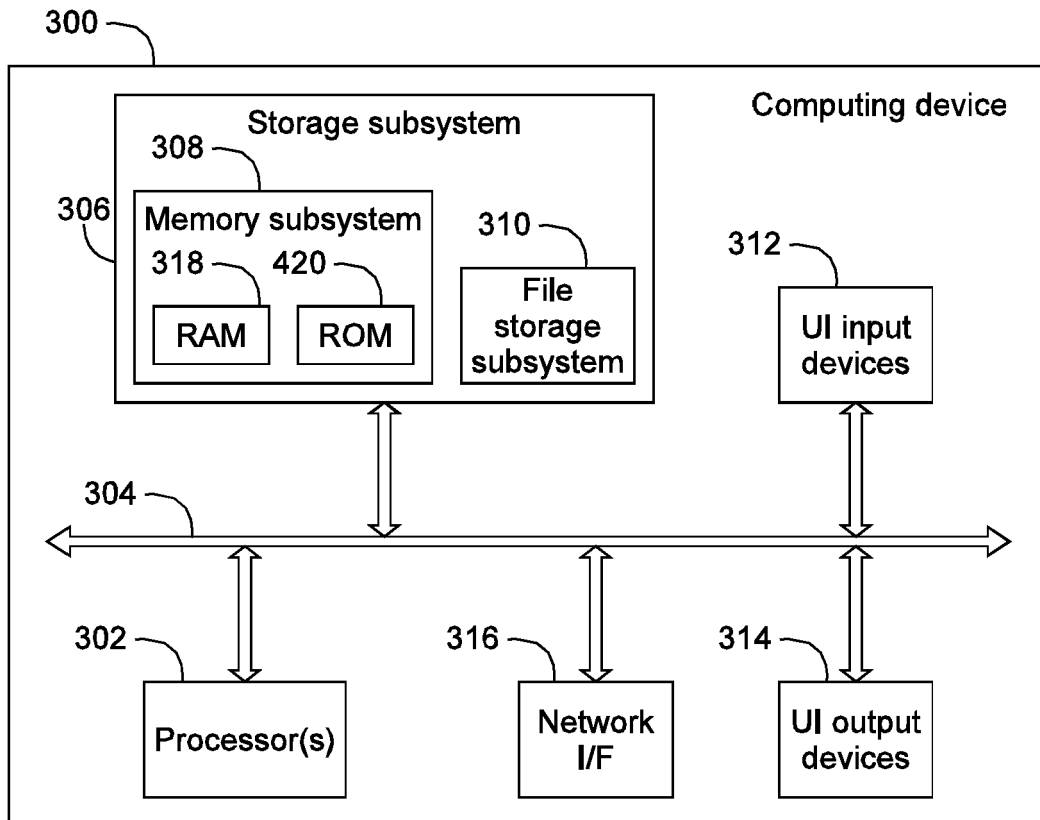 300
Computing device
Storage subsystem
308
306
Memory subsystem
318
420
RAM
ROM
310
File
storage
subsystem
312
UI input
devices
304
302
Processor(s)
316
Network
I/F
314
UI output
devices